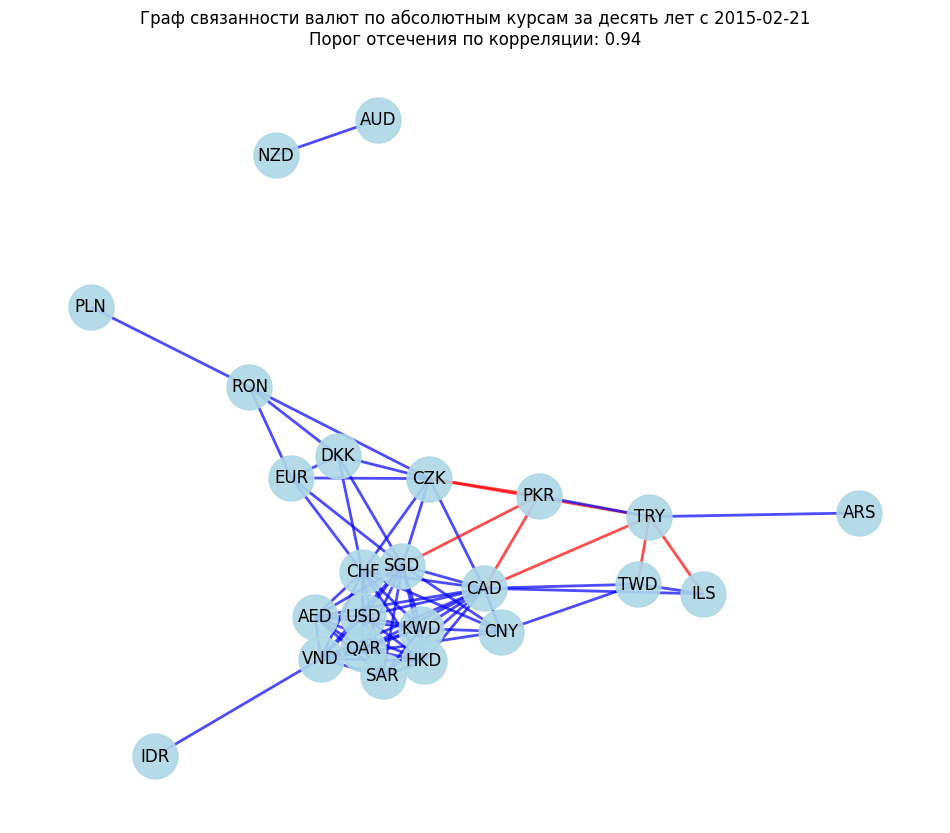 Граф связанности валют по абсолютным курсам за десять лет с 2015-02-21
Порог отсечения по корреляции: 0.94
AUD
NZD
PLN
RON
DKK
EUR
CZK
PKR
TRY
ARS
CHF
SGD
CAD
TWD
ILS
AED
USD
KWD
CNY
QAR
VND
HKD
SAR
IDR